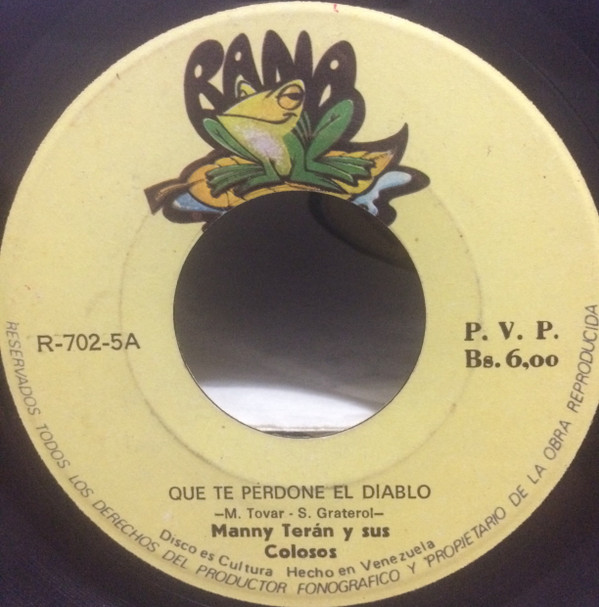 RANA
R-702-5A
P. V. P.
Bs. 6,oo
QUE TE PERDONE EL DIABLO
—M. Tovar - S. Graterol—
Manny Terán y sus
Colosos
Disco es Cultura Hecho en Venezuela
RESERVADOS TODOS LOS DERECHOS DEL PRODUCTOR FONOGRAFICO Y PROPIETARIO DE LA OBRA REPRODUCIDA